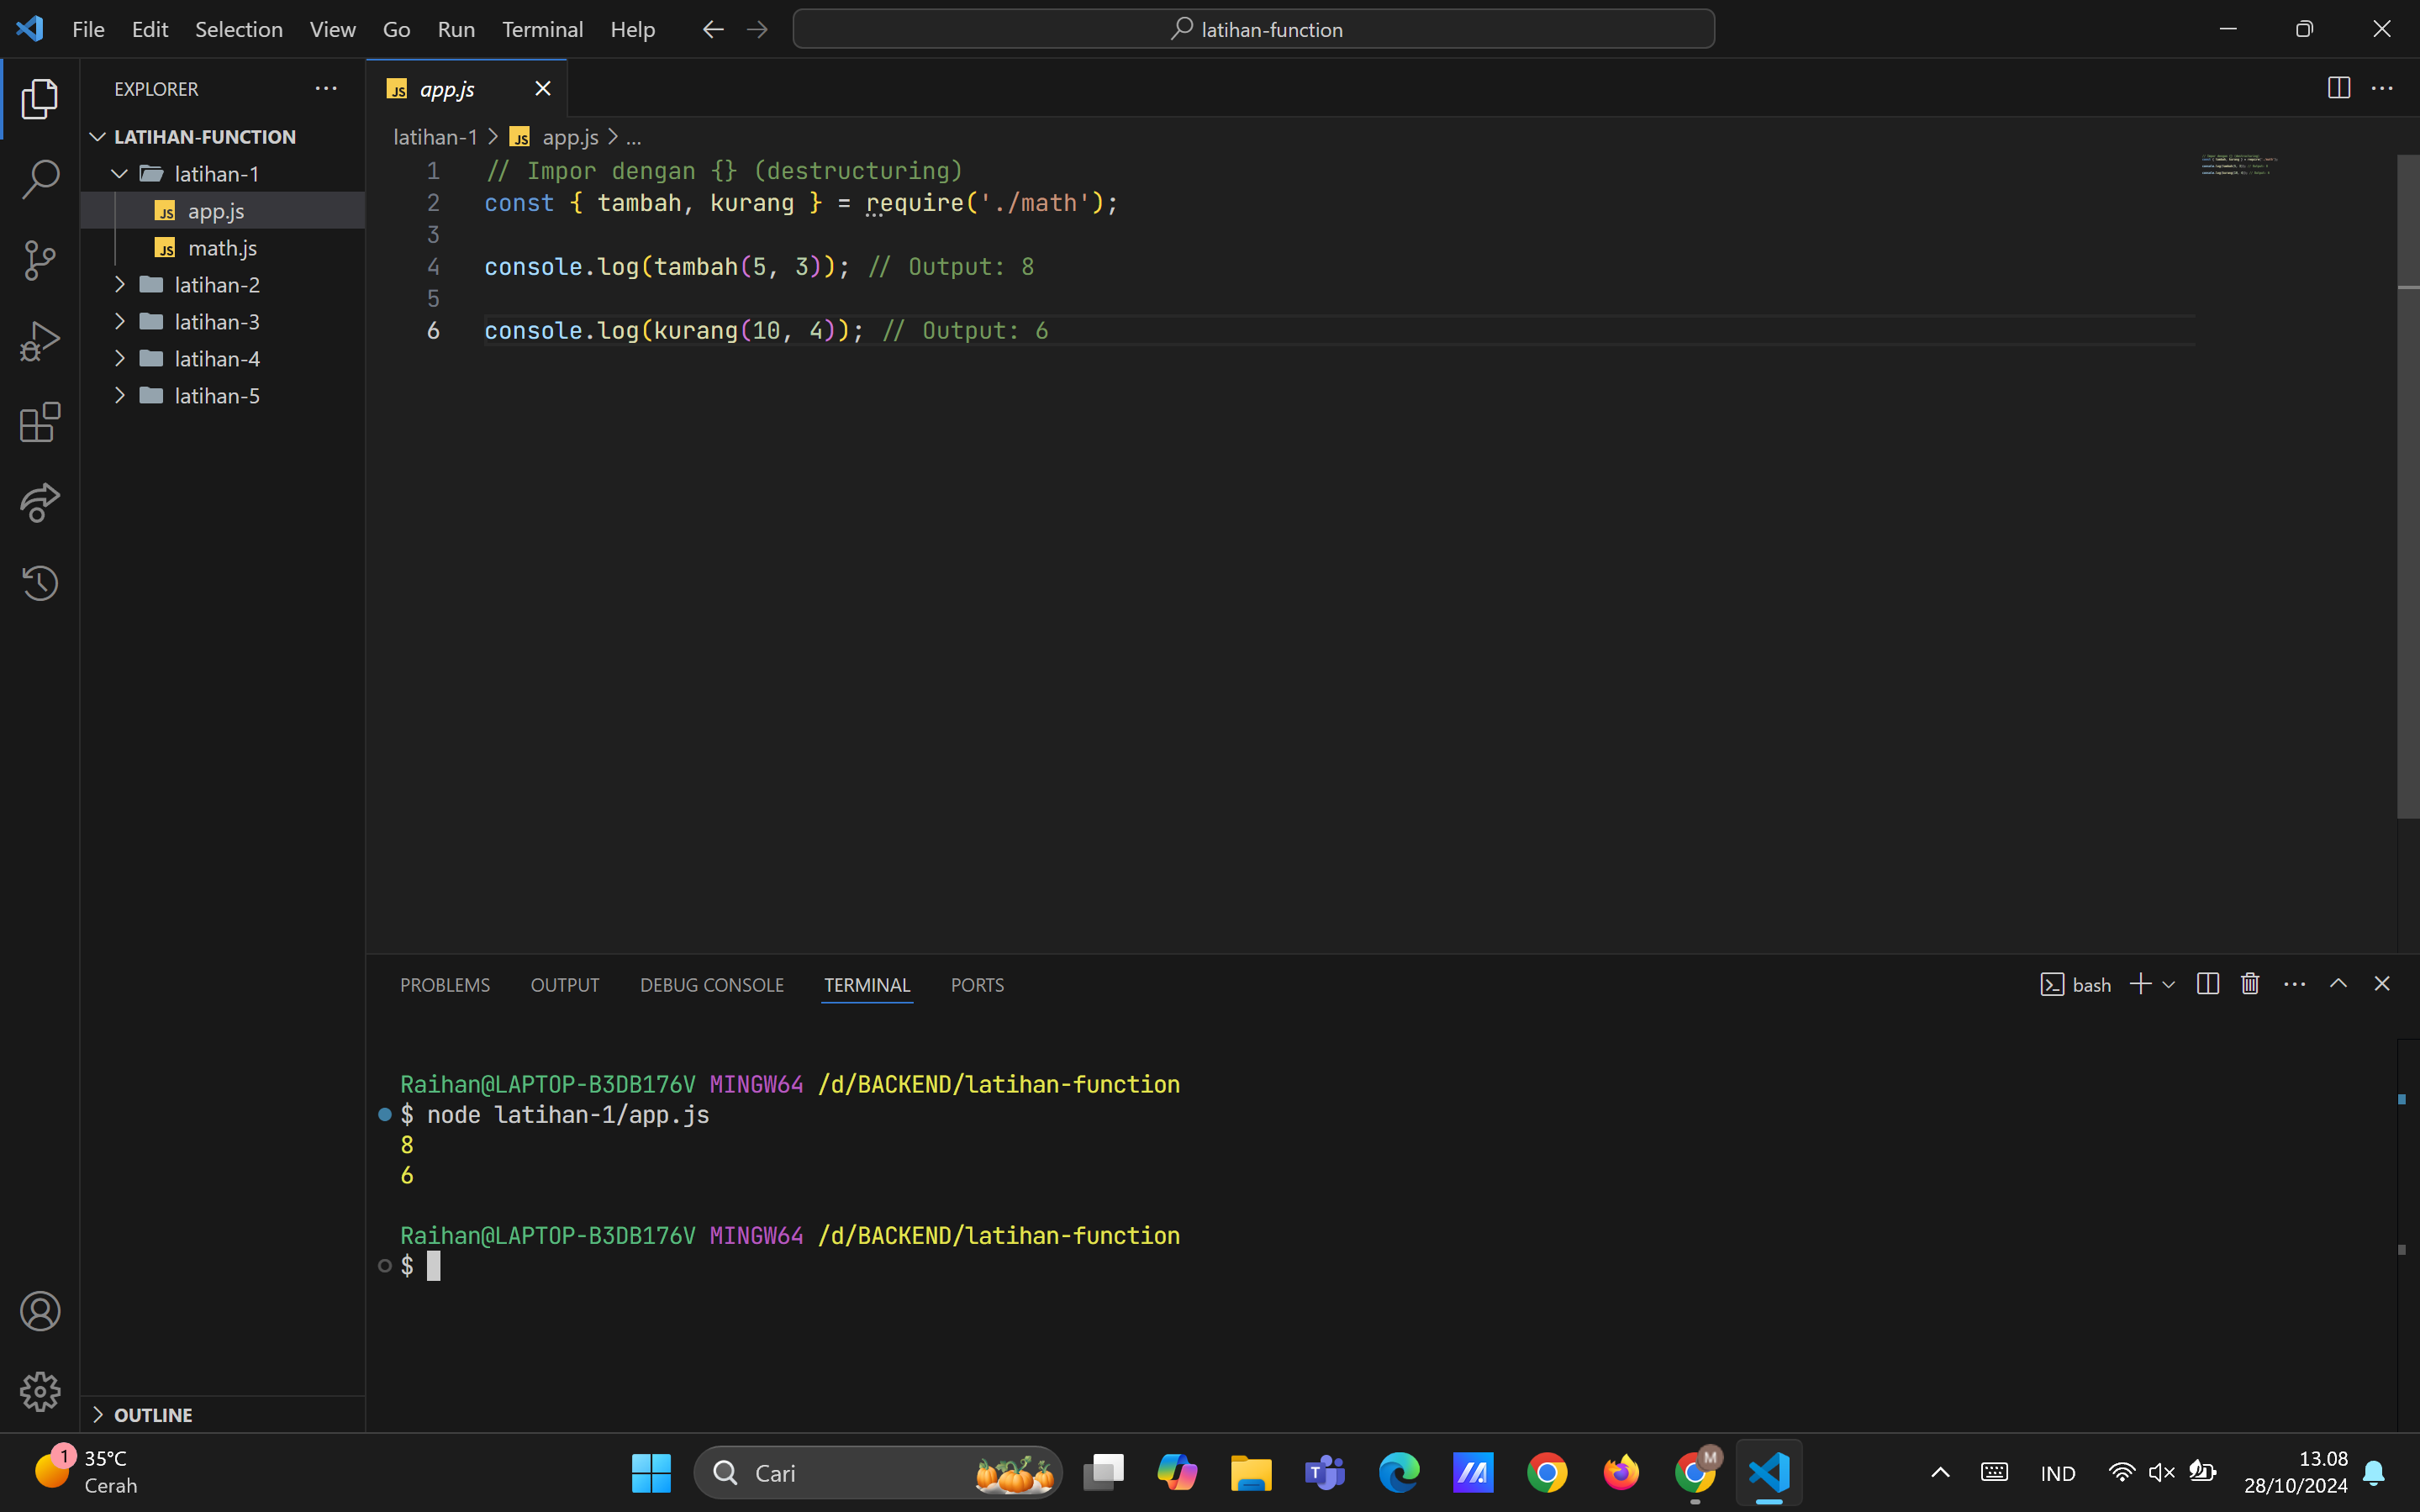 File Edit Selection View Go Run Terminal Help
latihan-function
EXPLORER
LATIHAN-FUNCTION
latihan-1
JS app.js
JS math.js
latihan-2
latihan-3
latihan-4
latihan-5
OUTLINE
JS app.js
latihan-1 > JS app.js > ...
1 // Impor dengan {} (destructuring)
2 const { tambah, kurang } = require('./math');
3
4 console.log(tambah(5, 3)); // Output: 8
5
6 console.log(kurang(10, 4)); // Output: 6
PROBLEMS OUTPUT DEBUG CONSOLE TERMINAL PORTS
bash
Raihan@LAPTOP-B3DB176V MINGW64 /d/BACKEND/latihan-function
$ node latihan-1/app.js
8
6
Raihan@LAPTOP-B3DB176V MINGW64 /d/BACKEND/latihan-function
$
1
35°C
Cerah
Cari
T
M
IND
13.08
28/10/2024